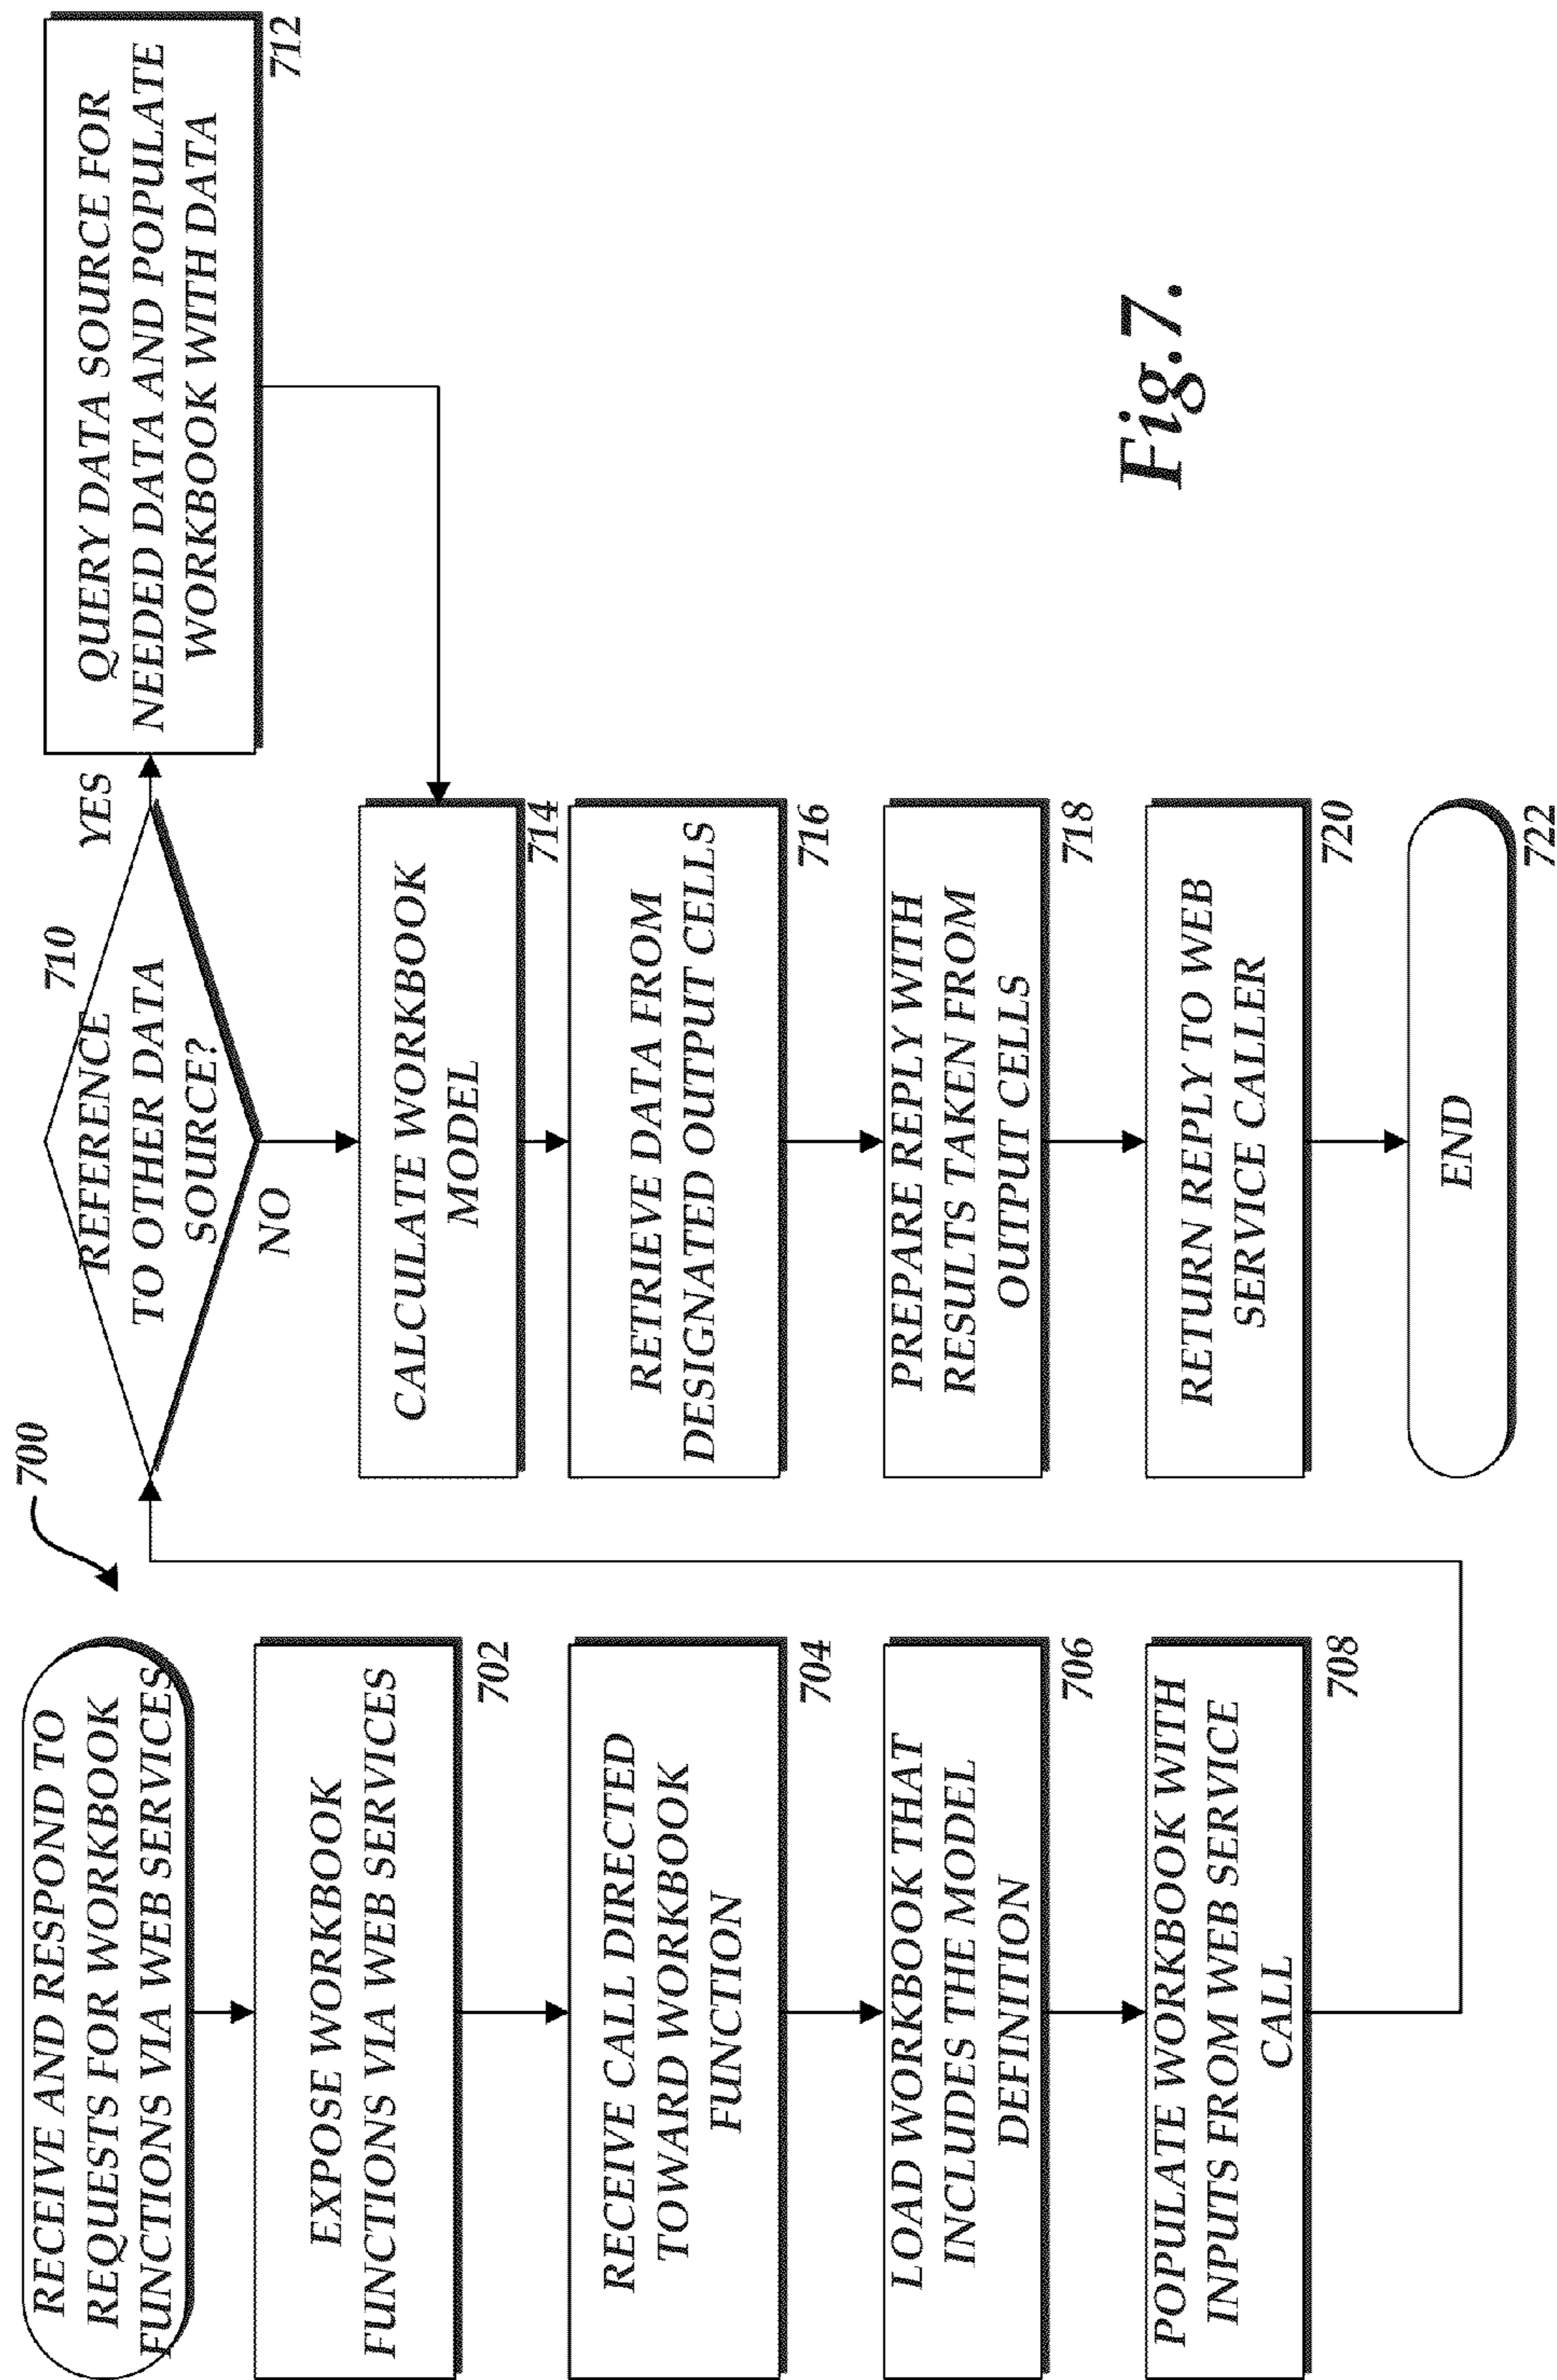 700
RECEIVE AND RESPOND TO
REQUESTS FOR WORKBOOK
FUNCTIONS VIA WEB SERVICES
EXPOSE WORKBOOK
FUNCTIONS VIA WEB SERVICES
702
RECEIVE CALL DIRECTED
TOWARD WORKBOOK
FUNCTION
704
LOAD WORKBOOK THAT
INCLUDES THE MODEL
DEFINITION
706
POPULATE WORKBOOK WITH
INPUTS FROM WEB SERVICE
CALL
708
710
REFERENCE
TO OTHER DATA
SOURCE?
YES
NO
QUERY DATA SOURCE FOR
NEEDED DATA AND POPULATE
WORKBOOK WITH DATA
712
CALCULATE WORKBOOK
MODEL
714
RETRIEVE DATA FROM
DESIGNATED OUTPUT CELLS
716
PREPARE REPLY WITH
RESULTS TAKEN FROM
OUTPUT CELLS
718
RETURN REPLY TO WEB
SERVICE CALLER
720
END
722
Fig.7.